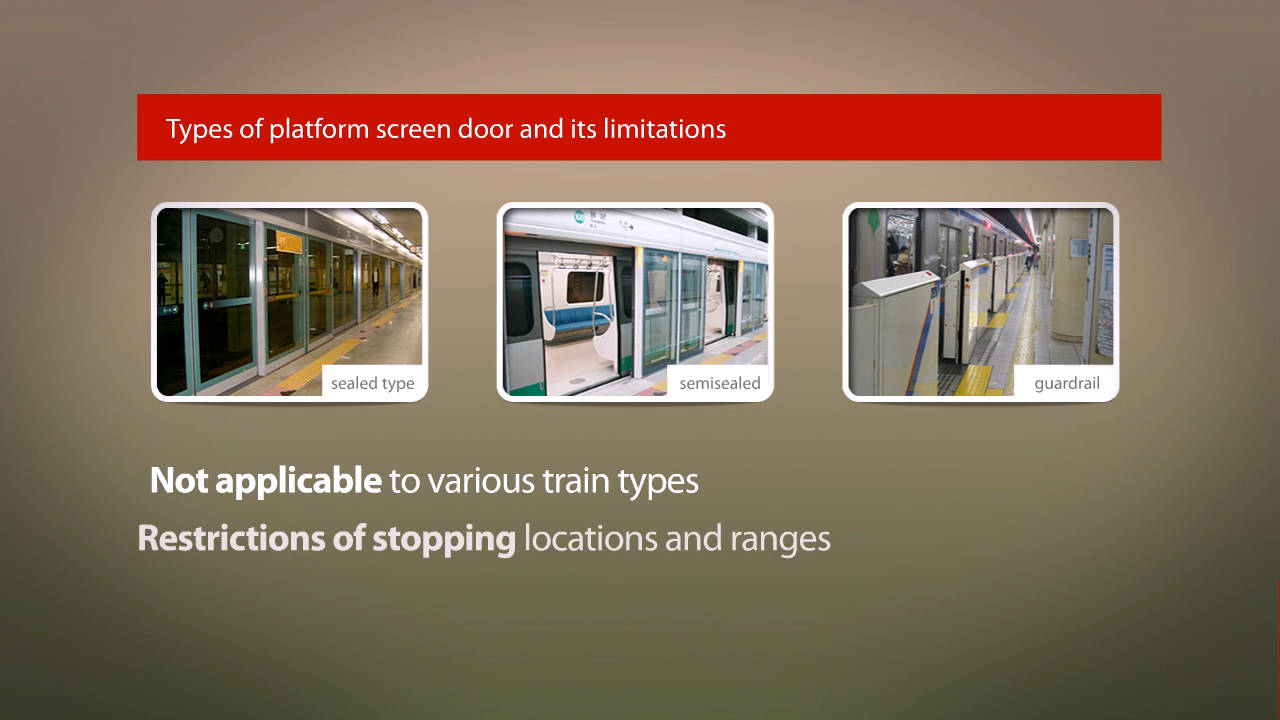 Types of platform screen door and its limitations
sealed type
semisealed
guardrail
Not applicable to various train types
Restrictions of stopping locations and ranges